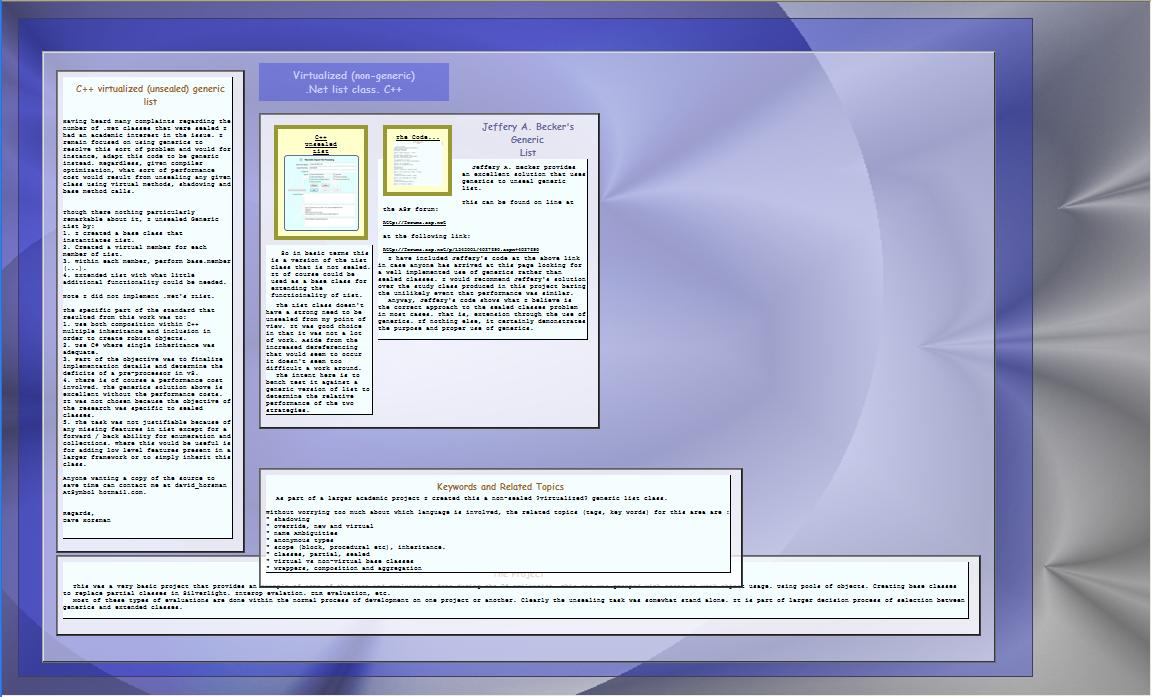 C++ virtualized (unsealed) generic
list
Having heard many complaints regarding the
number of .net classes that were sealed I
had an academic interest in the issue. I
remain focused on using generics to
resolve this sort of problem and would for
instance, adapt this code to be generic
instead. Regardless, given compiler
optimization, what sort of performance
cost would result from unsealing any given
class using virtual methods, shadowing and
base method calls.
Though there nothing particularly
remarkable about it, I unsealed Generic
List by:
1. I created a base class that
instantiates List.
2. Created a virtual member for each
member of List.
3. Within each member, perform base.member
(...).
4. Extended List with what little
additional functionality could be needed.
Note I did not implement .Net's IList.
The specific part of the standard that
resulted from this work was to:
1. Use both composition within C++
multiple inheritance and inclusion in
order to create robust objects.
2. Use C# where single inheritance was
adequate.
3. Part of the objective was to finalize
implementation details and determine the
deficits of a pre-processor in VS.
4. There is of course a performance cost
involved. The generics solution above is
excellent without the performance costs.
It was not chosen because the objective of
the research was specific to sealed
classes.
5. The task was not justifiable because of
any missing features in List except for a
forward / back ability for enumeration and
collections. Where this would be useful is
for adding low level features present in a
larger framework or to simply inherit this
class.
Anyone wanting a copy of the source to
save time can contact me at david_horsman
AtSymbol hotmail.com.
Regards,
Dave Horsman
Virtualized (non-generic)
.Net list class. C++
C++
unsealed
List
The Code...
Jeffery A. Becker's
Generic
List
Jeffery A. Becker provides
an excellent solution that uses
generics to unseal generic
list.
This can be found on line at
the ASP forum:
http://forums.asp.net
at the following link:
I have included Jeffery's code at the above link
in case anyone has arrived at this page looking for
a well implemented use of generics rather than
sealed classes. I would recommend Jeffery's solution
over the study class produced in this project baring
the unlikely event that performance was similar.
Anyway, Jeffery's code shows what I believe is
the correct approach to the sealed classes problem
in most cases. That is, extension through the use of
generics. If nothing else, it certainly demonstrates
the purpose and proper use of generics.
So in basic terms this
is a version of the List
class that is not sealed.
It of course could be
used as a base class for
extending the
functioinality of List.
The List class doesn't
have a strong need to be
unsealed from my point of
view. It was good choice
in that it was not a lot
of work. Aside from the
increased dereferencing
that would seem to occur
it doesn't seem too
difficult a work around.
The intent here is to
bench test it against a
generic version of list to
determine the relative
performance of the two
strategies.
Keywords and Related Topics
As part of a larger academic project I created this a non-sealed ?virtualized? generic list class.
Without worrying too much about which language is involved, the related topics (tags, key words) for this area are :
* shadowing
* override, new and virtual
* name Ambiguities
* anonymous types
* scope (block, procedural etc), inheritance.
* classes, partial, sealed
* virtual vs non-virtual base classes
* wrappers, composition and aggregation
The Project
This was a very basic project that provides an usage. Using pools of objects. Creating base classes
to replace partial classes in Silverlight. Interop evalation. Com evaluation, etc.
Most of these types of evaluations are done within the normal process of development on one project or another. Clearly the unsealing task was somewhat stand alone. It is part of larger decision process of selection between
generics and extended classes.